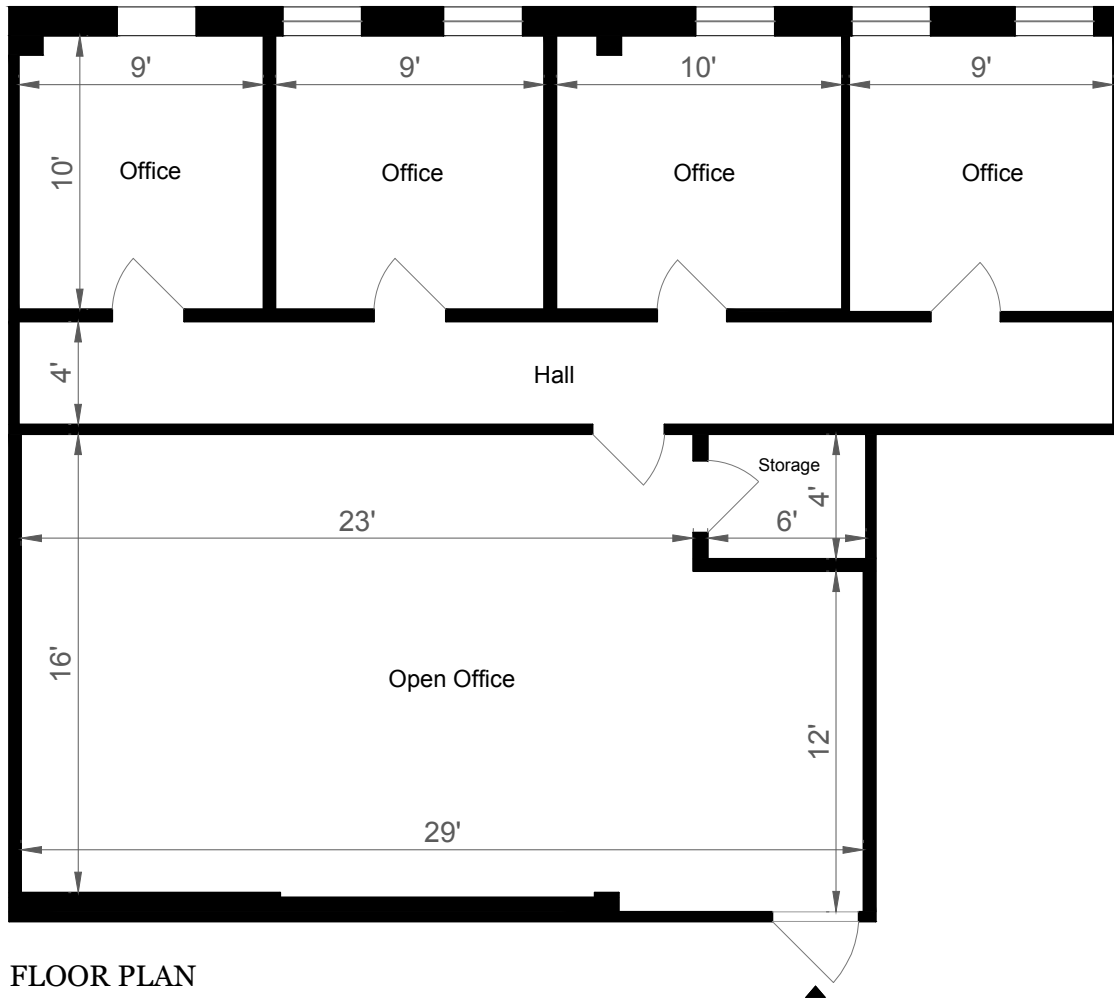 9'
9'
10'
9'
10'
Office
Office
Office
Office
4'
Hall
Storage
4'
23'
6'
16'
Open Office
12'
29'
FLOOR PLAN